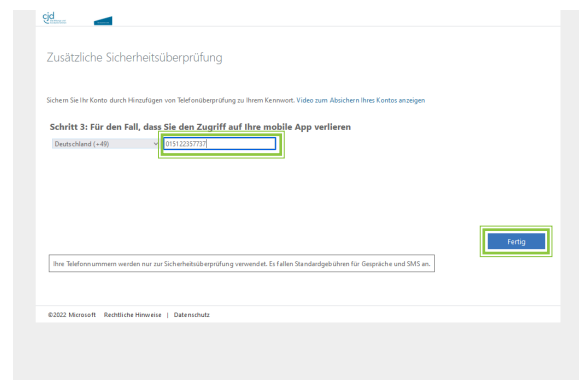 cjd
Zusätzliche Sicherheitsüberprüfung
Sichern Sie Ihr Konto durch Hinzufügen von Telefonüberprüfung zu Ihrem Kennwort. Video zum Absichern Ihres Kontos anzeigen
Schritt 3: Für den Fall, dass Sie den Zugriff auf Ihre mobile App verlieren
Deutschland (+49) 015122357737
Fertig
Ihre Telefonnummern werden nur zur Sicherheitsüberprüfung verwendet. Es fallen Standardgebühren für Gespräche und SMS an.
©2022 Microsoft Rechtliche Hinweise | Datenschutz